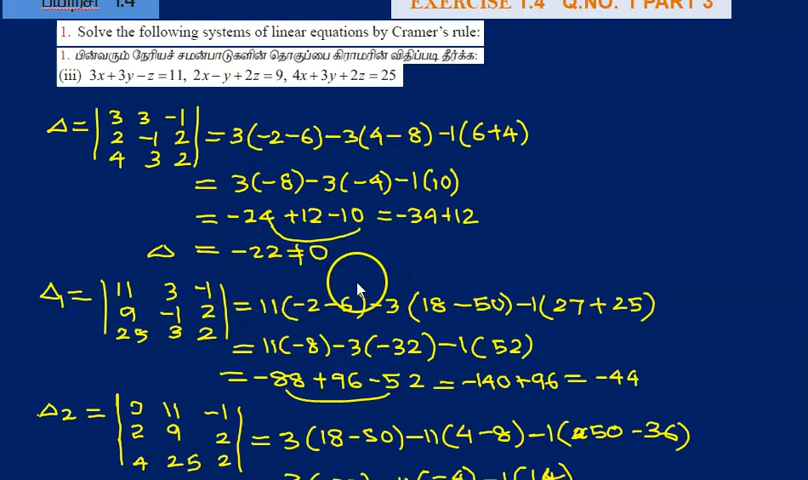 பயிற்சி 1.4
EXERCISE 1.4 Q.NO. 1 PART 3
1. Solve the following systems of linear equations by Cramer's rule:
1. பின்வரும் நேரியச் சமன்பாடுகளின் தொகுப்பை கிராமரின் விதிப்படி தீர்க்க:
(iii) 3x+3y−z=11, 2x−y+2z=9, 4x+3y+2z=25
Δ = | 3 3 -1 |
| 2 -1 2 | = 3(-2-6)-3(4-8)-1(6+4)
| 4 3 2 |
= 3(-8)-3(-4)-1(10)
= -24+12-10 = -34+12
Δ = -22≠0
Δ1 = | 11 3 -1 |
| 9 -1 2 | = 11(-2-6)-3(18-50)-1(27+25)
| 25 3 2 |
= 11(-8)-3(-32)-1(52)
= -88+96-52 = -140+96 = -44
Δ2 = | 3 11 -1 |
| 2 9 2 | = 3(18-50)-11(4-8)-1(50-36)
| 4 25 2 |